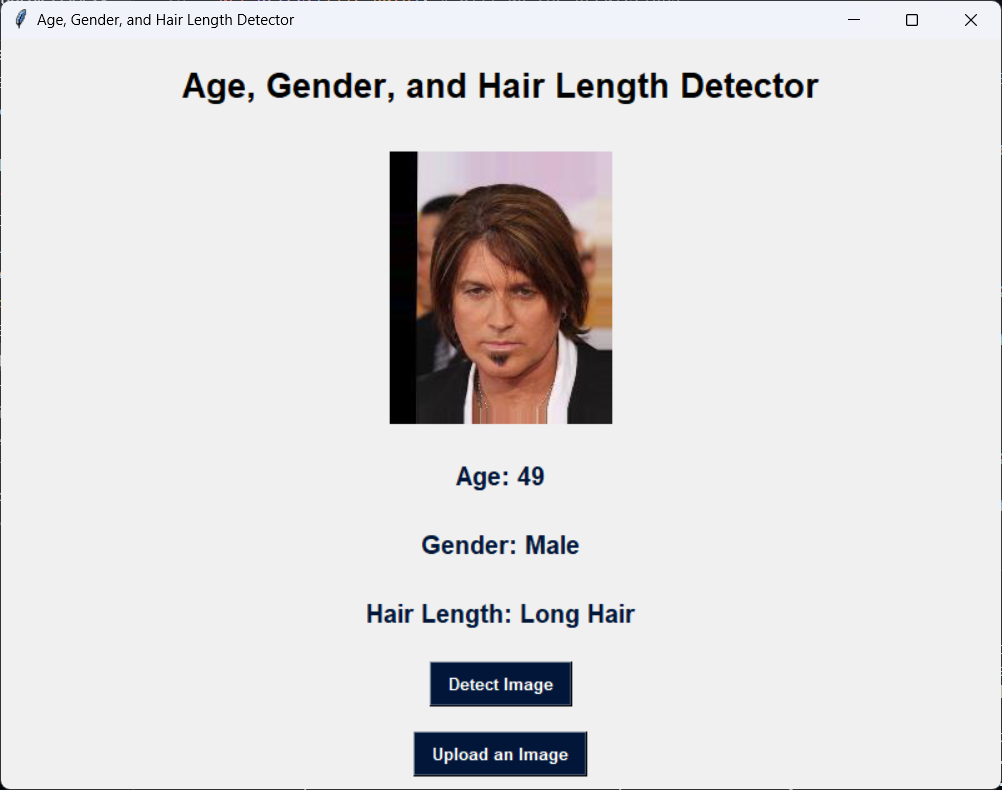 Age, Gender, and Hair Length Detector
Age, Gender, and Hair Length Detector
Age: 49
Gender: Male
Hair Length: Long Hair
Detect Image
Upload an Image